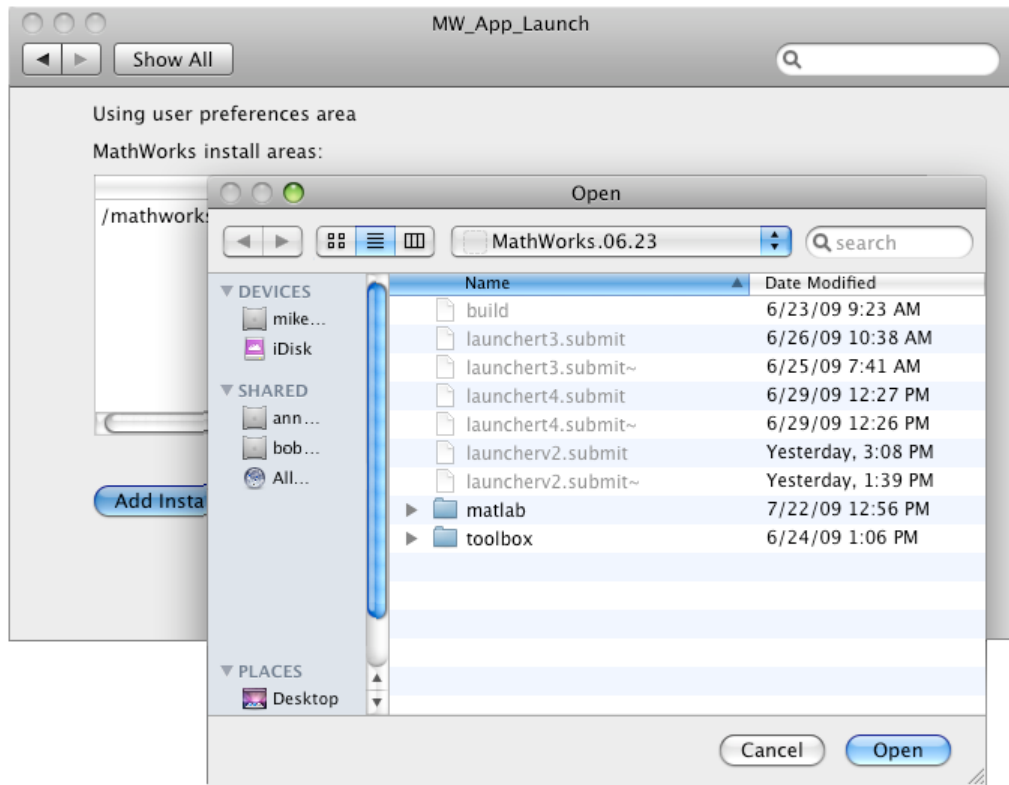 MW_App_Launch
Show All
Using user preferences area
MathWorks install areas:
/mathworks
Add Insta
Open
MathWorks.06.23
search
Name Date Modified
DEVICES
mike...
iDisk
SHARED
ann...
bob...
All...
PLACES
Desktop
build 6/23/09 9:23 AM
launchert3.submit 6/26/09 10:38 AM
launchert3.submit~ 6/25/09 7:41 AM
launchert4.submit 6/29/09 12:27 PM
launchert4.submit~ 6/29/09 12:26 PM
launcherv2.submit Yesterday, 3:08 PM
launcherv2.submit~ Yesterday, 1:39 PM
matlab 7/22/09 12:56 PM
toolbox 6/24/09 1:06 PM
Cancel Open